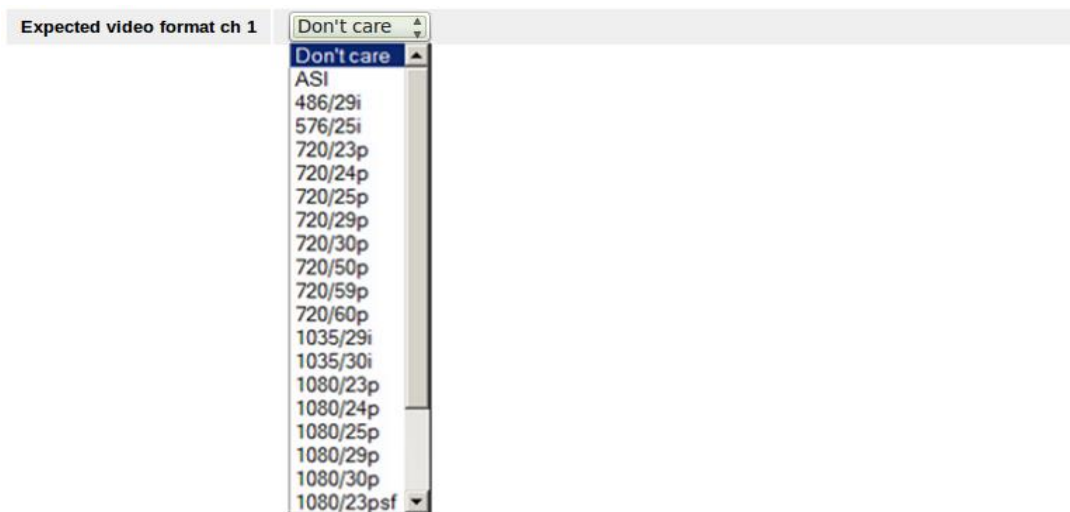 Expected video format ch 1 Don't care
Don't care
ASI
486/29i
576/25i
720/23p
720/24p
720/25p
720/29p
720/30p
720/50p
720/59p
720/60p
1035/29i
1035/30i
1080/23p
1080/24p
1080/25p
1080/29p
1080/30p
1080/23psf